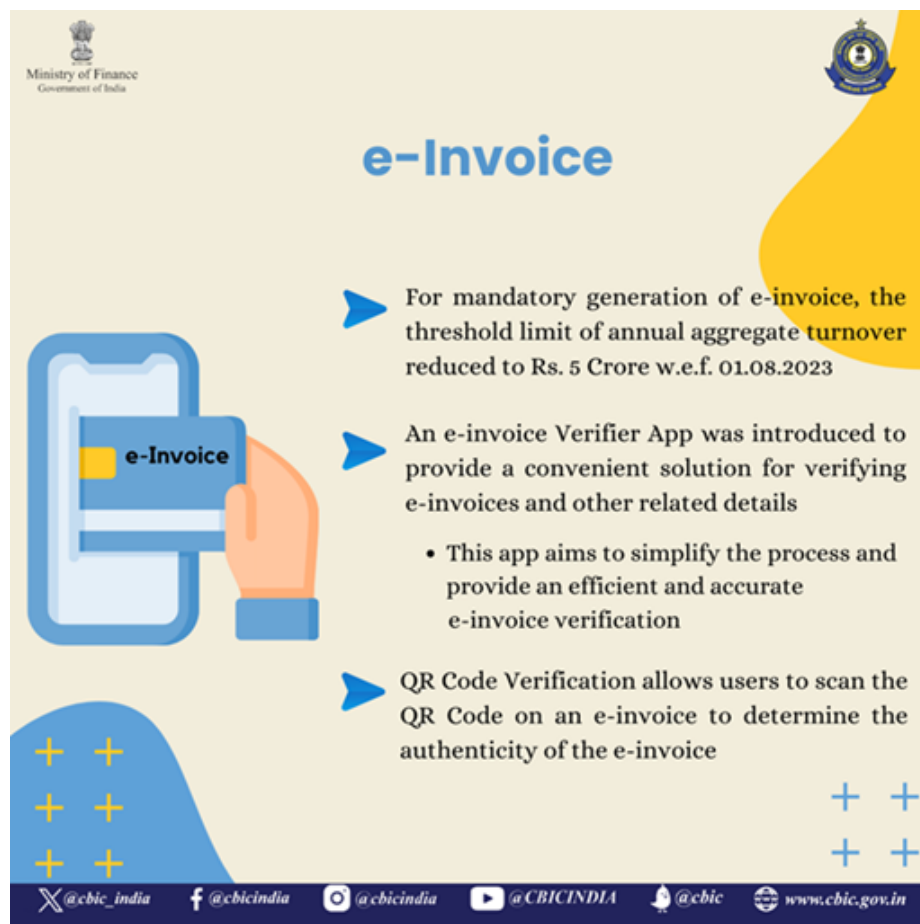 Ministry of Finance
Government of India
e-Invoice
For mandatory generation of e-invoice, the
threshold limit of annual aggregate turnover
reduced to Rs. 5 Crore w.e.f. 01.08.2023
e-Invoice
An e-invoice Verifier App was introduced to
provide a convenient solution for verifying
e-invoices and other related details
• This app aims to simplify the process and
provide an efficient and accurate
e-invoice verification
QR Code Verification allows users to scan the
QR Code on an e-invoice to determine the
authenticity of the e-invoice
@cbic_india @cbicindia @cbicindia @CBICINDIA @cbic www.cbic.gov.in